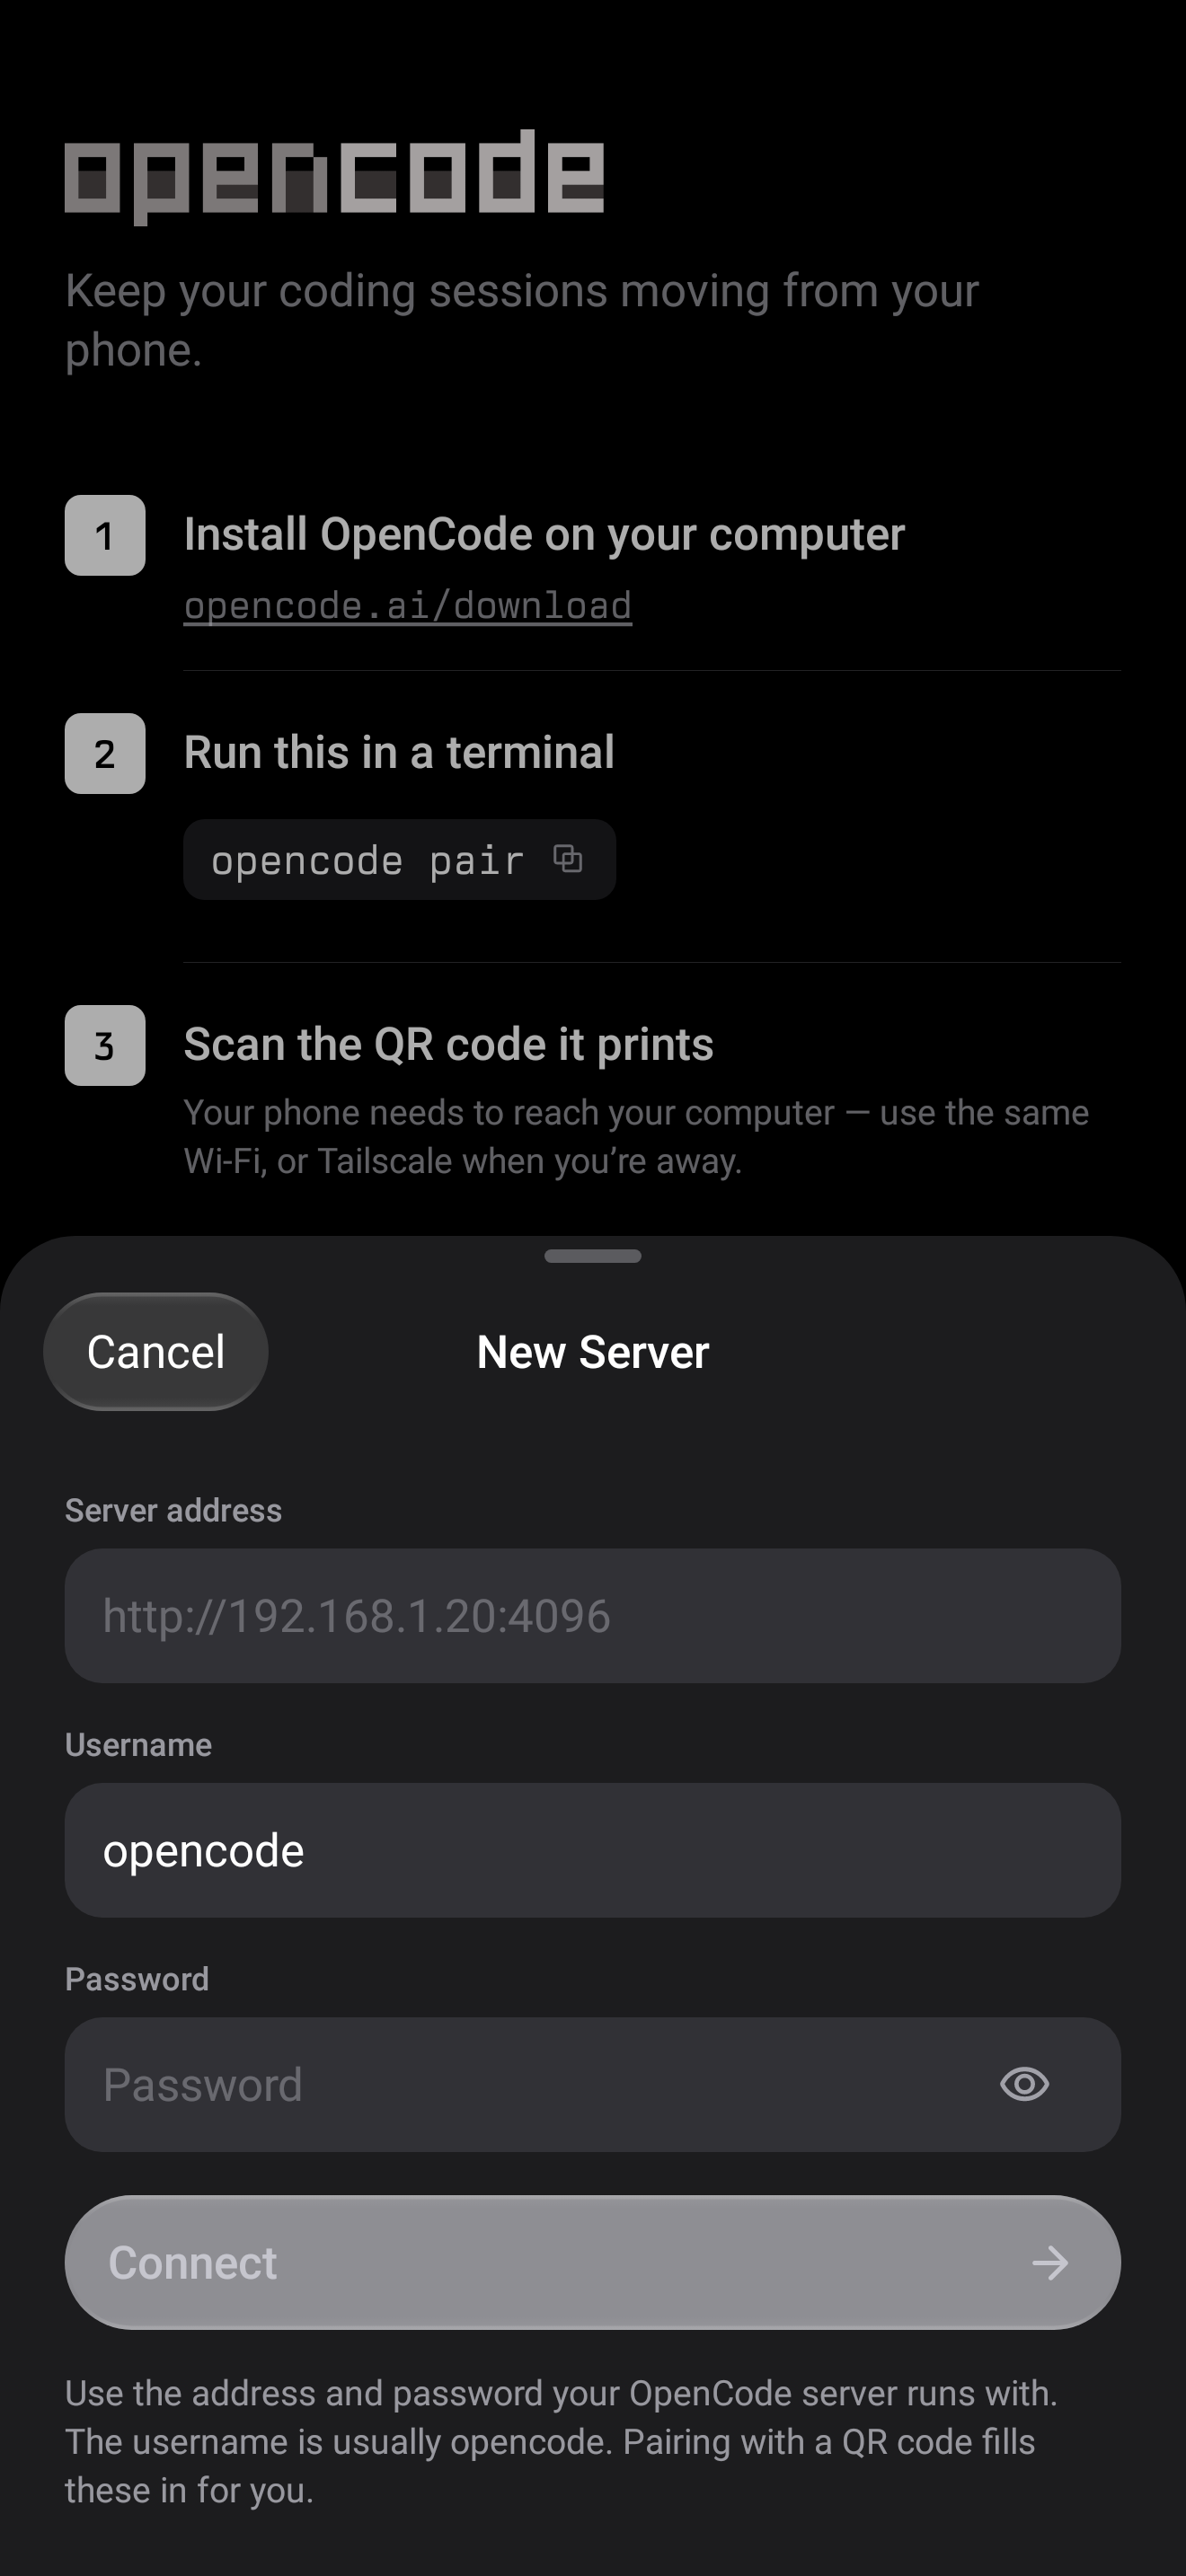 opencode
Keep your coding sessions moving from your
phone.
1
Install OpenCode on your computer
opencode.ai/download
2
Run this in a terminal
opencode pair
3
Scan the QR code it prints
Your phone needs to reach your computer — use the same
Wi-Fi, or Tailscale when you’re away.
Cancel
New Server
Server address
http://192.168.1.20:4096
Username
opencode
Password
Password
Connect
Use the address and password your OpenCode server runs with.
The username is usually opencode. Pairing with a QR code fills
these in for you.